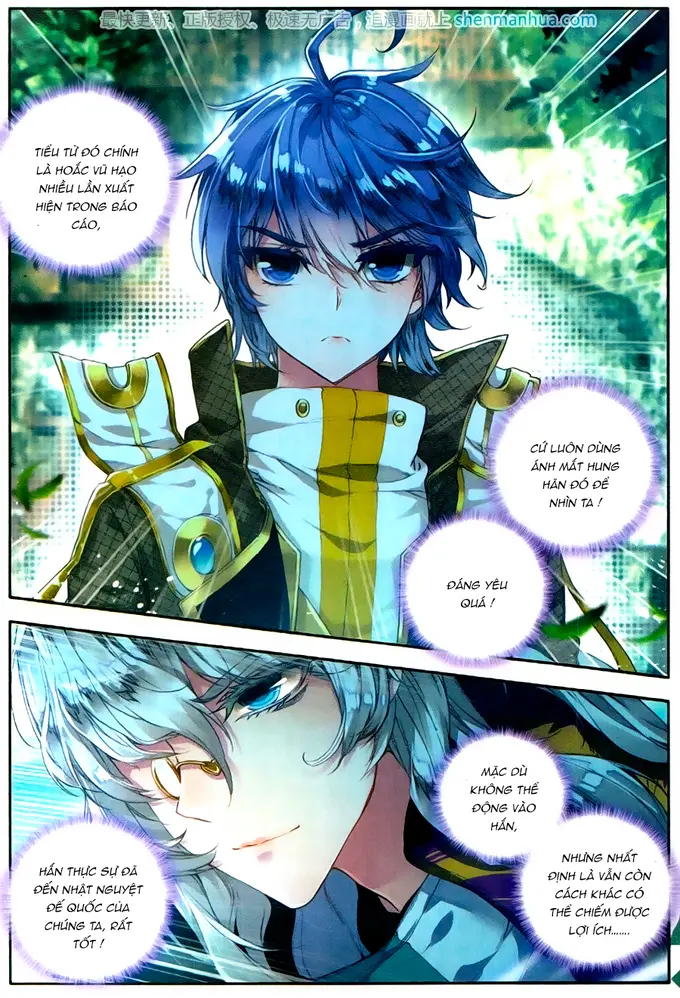 最快更新、正版授权、极速无广告，追漫画就上 shenmanhua.com
TIỂU TỬ ĐÓ CHÍNH
LÀ HOẮC VŨ HẠO
NHIỀU LẦN XUẤT
HIỆN TRONG BÁO
CÁO,
CỨ LUÔN DÙNG
ÁNH MẮT HUNG
HĂN ĐÓ ĐỂ
NHÌN TA !
ĐÁNG YÊU
QUÁ !
MẶC DÙ
KHÔNG THỂ
ĐỘNG VÀO
HẮN,
NHƯNG NHẤT
ĐỊNH LÀ VẪN CÒN
CÁCH KHÁC CÓ
THỂ CHIẾM ĐƯỢC
LỢI ÍCH.......
HẮN THỰC SỰ ĐÃ
ĐẾN NHẬT NGUYỆT
ĐẾ QUỐC CỦA
CHÚNG TA, RẤT
TỐT !